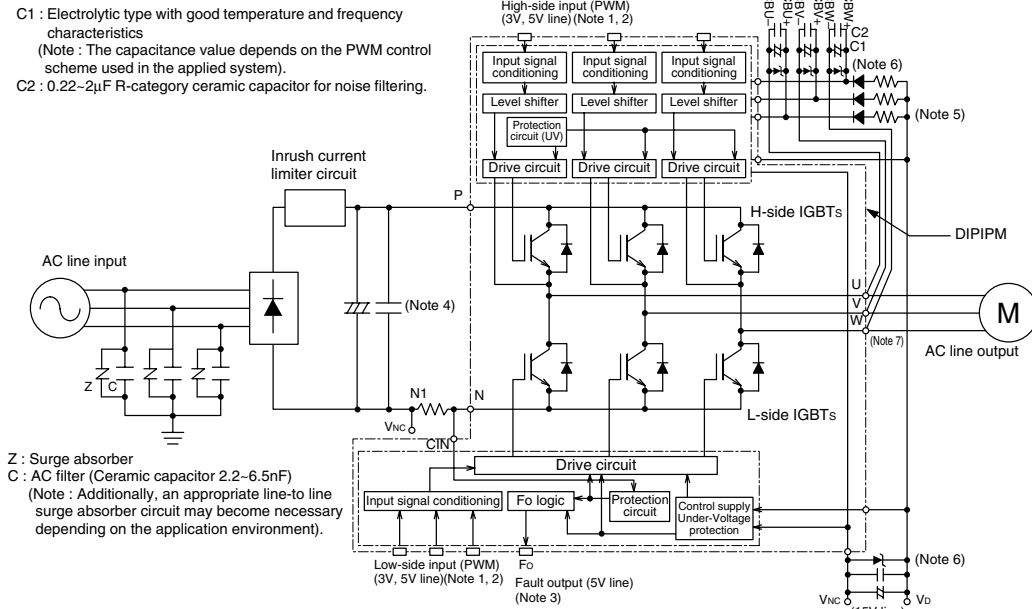 C1 : Electrolytic type with good temperature and frequency
characteristics
(Note : The capacitance value depends on the PWM control
scheme used in the applied system).
C2 : 0.22~2μF R-category ceramic capacitor for noise filtering.
High-side input (PWM)
(3V, 5V line) (Note 1, 2)
CBU–
CBU+
CBV–
CBV+
CBW–
CBW+
C2
C1
(Note 6)
(Note 5)
Input signal
conditioning
Input signal
conditioning
Input signal
conditioning
Level shifter
Level shifter
Level shifter
Protection
circuit (UV)
Drive circuit
Drive circuit
Drive circuit
Inrush current
limiter circuit
P
H-side IGBTS
DIPIPM
AC line input
(Note 4)
U
V
W
(Note 7)
M
AC line output
Z
C
N1
N
VNC
CIN
L-side IGBTS
Z : Surge absorber
C : AC filter (Ceramic capacitor 2.2~6.5nF)
(Note : Additionally, an appropriate line-to line
surge absorber circuit may become necessary
depending on the application environment).
Drive circuit
Input signal conditioning
Fo logic
Protection
circuit
Control supply
Under-Voltage
protection
Low-side input (PWM)
(3V, 5V line)(Note 1, 2)
FO
Fault output (5V line)
(Note 3)
(Note 6)
VNC
(15V line)
VD